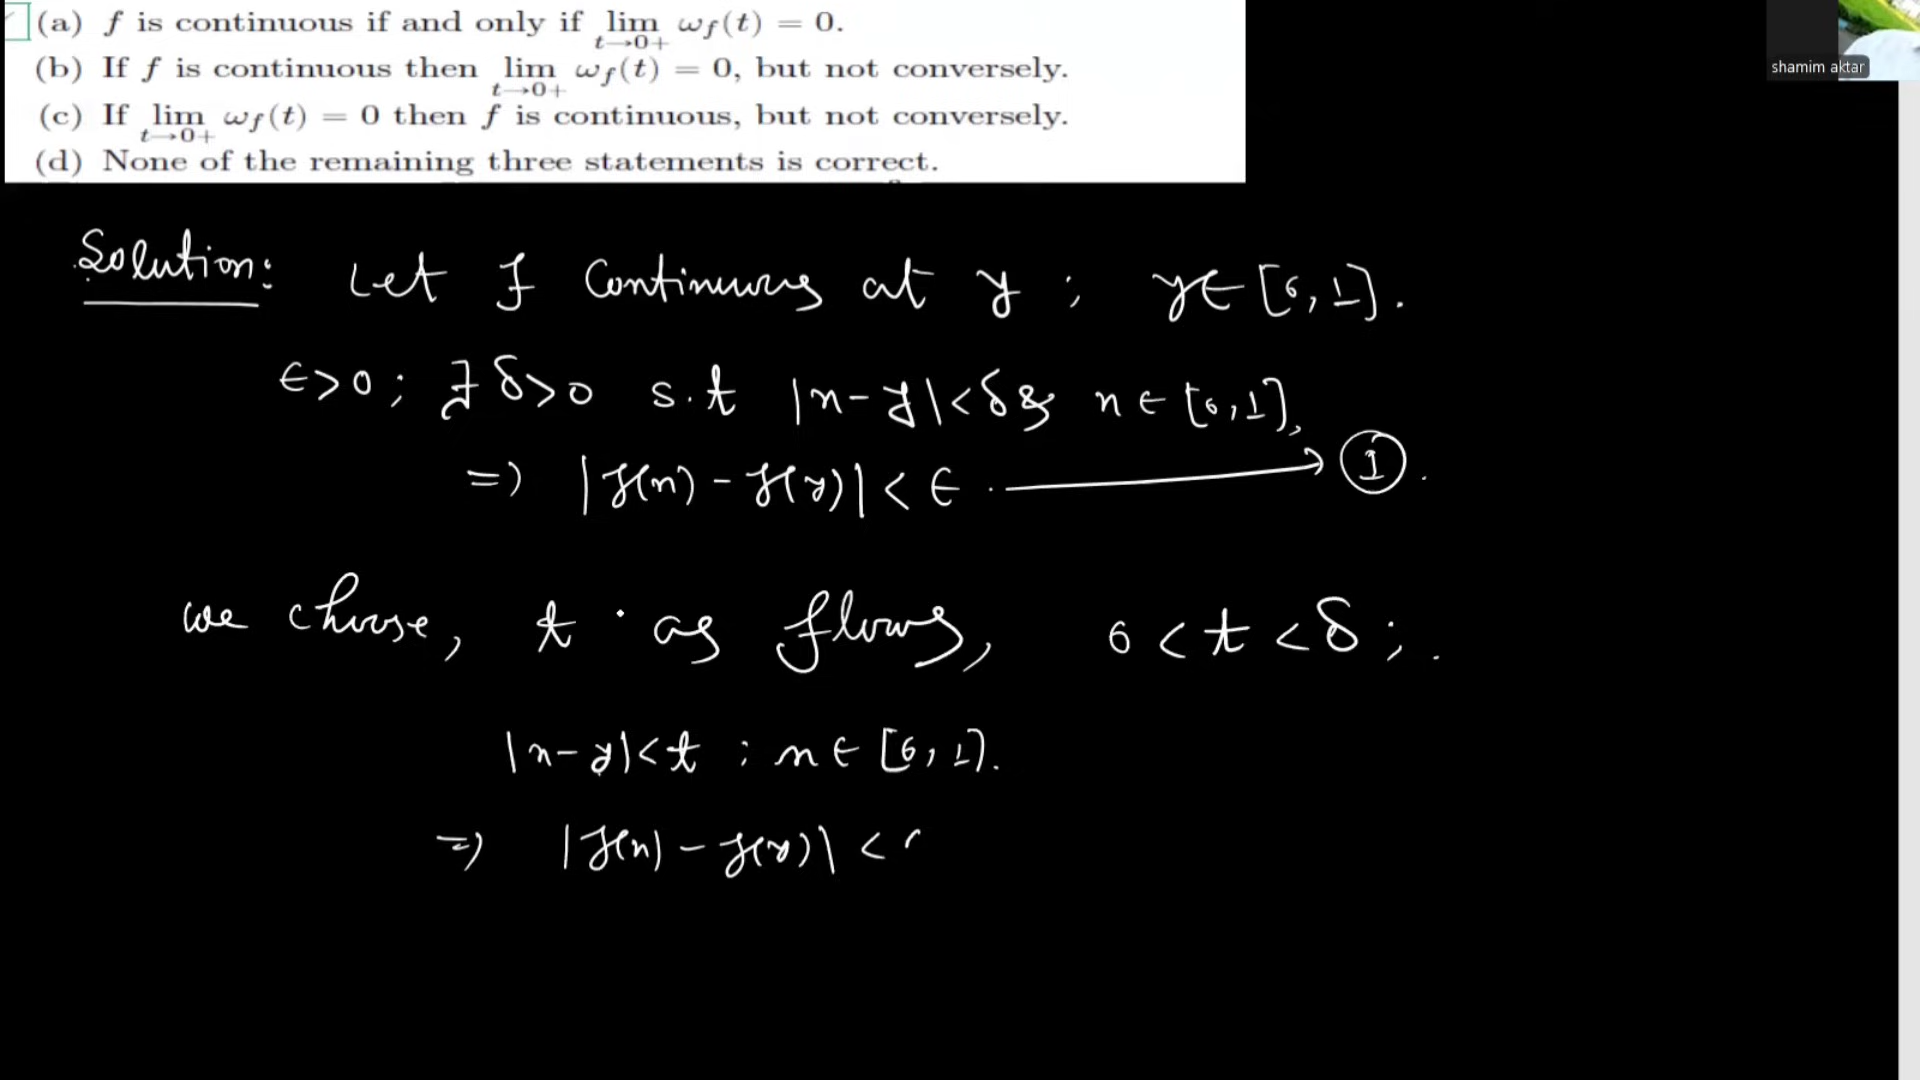 (a) f is continuous if and only if lim_{t→0+} ω_f(t) = 0.
(b) If f is continuous then lim_{t→0+} ω_f(t) = 0, but not conversely.
(c) If lim_{t→0+} ω_f(t) = 0 then f is continuous, but not conversely.
(d) None of the remaining three statements is correct.
shamim aktar
Solution: Let f continuous at y ; y ∈ [0, 1].
ϵ > 0 ; ∃ δ > 0 s.t |x - y| < δ & x ∈ [0, 1],
=> |f(x) - f(y)| < ϵ. → ①.
we choose, t as flows, 0 < t < δ ;.
|x - y| < t ; x ∈ [0, 1].
=> |f(x) - f(y)| <